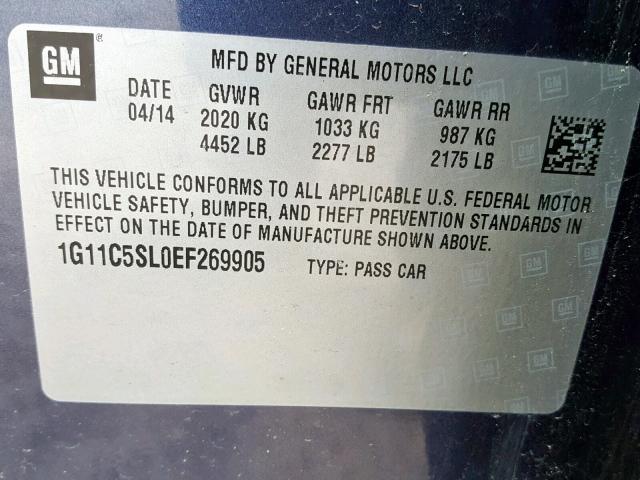 GM
MFD BY GENERAL MOTORS LLC
DATE GVWR GAWR FRT GAWR RR
04/14 2020 KG 1033 KG 987 KG
4452 LB 2277 LB 2175 LB
THIS VEHICLE CONFORMS TO ALL APPLICABLE U.S. FEDERAL MOTOR
VEHICLE SAFETY, BUMPER, AND THEFT PREVENTION STANDARDS IN
EFFECT ON THE DATE OF MANUFACTURE SHOWN ABOVE.
1G11C5SL0EF269905 TYPE: PASS CAR